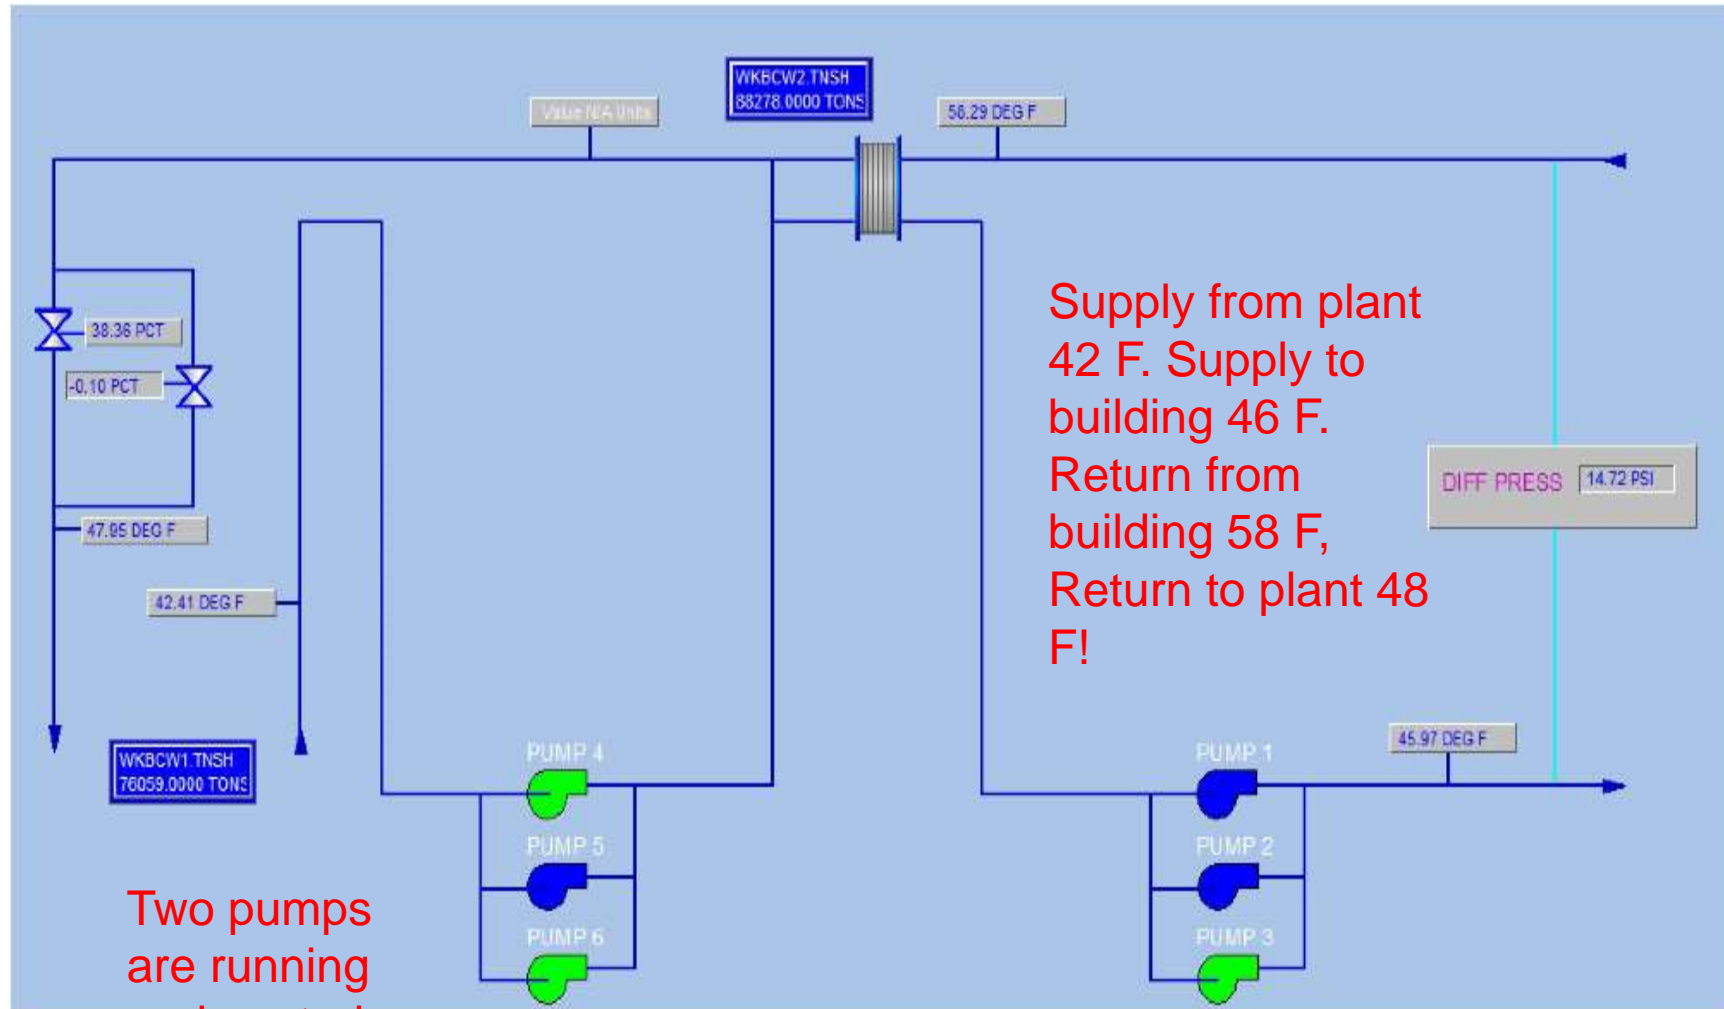 WKBCW2.TNSH
88278.0000 TONS
Value N/A Units
58.29 DEG F
38.36 PCT
-0.10 PCT
Supply from plant
42 F. Supply to
building 46 F.
Return from
building 58 F,
Return to plant 48
F!
DIFF PRESS 14.72 PSI
47.95 DEG F
42.41 DEG F
45.97 DEG F
WKBCW1.TNSH
76059.0000 TONS
PUMP 4
PUMP 1
PUMP 5
PUMP 2
Two pumps
are running
PUMP 6
PUMP 3